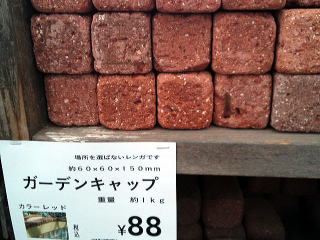 場所を選ばないレンガです
約60×60×150mm
ガーデンキャップ
重量 約1kg
カラーレッド
税込
¥88